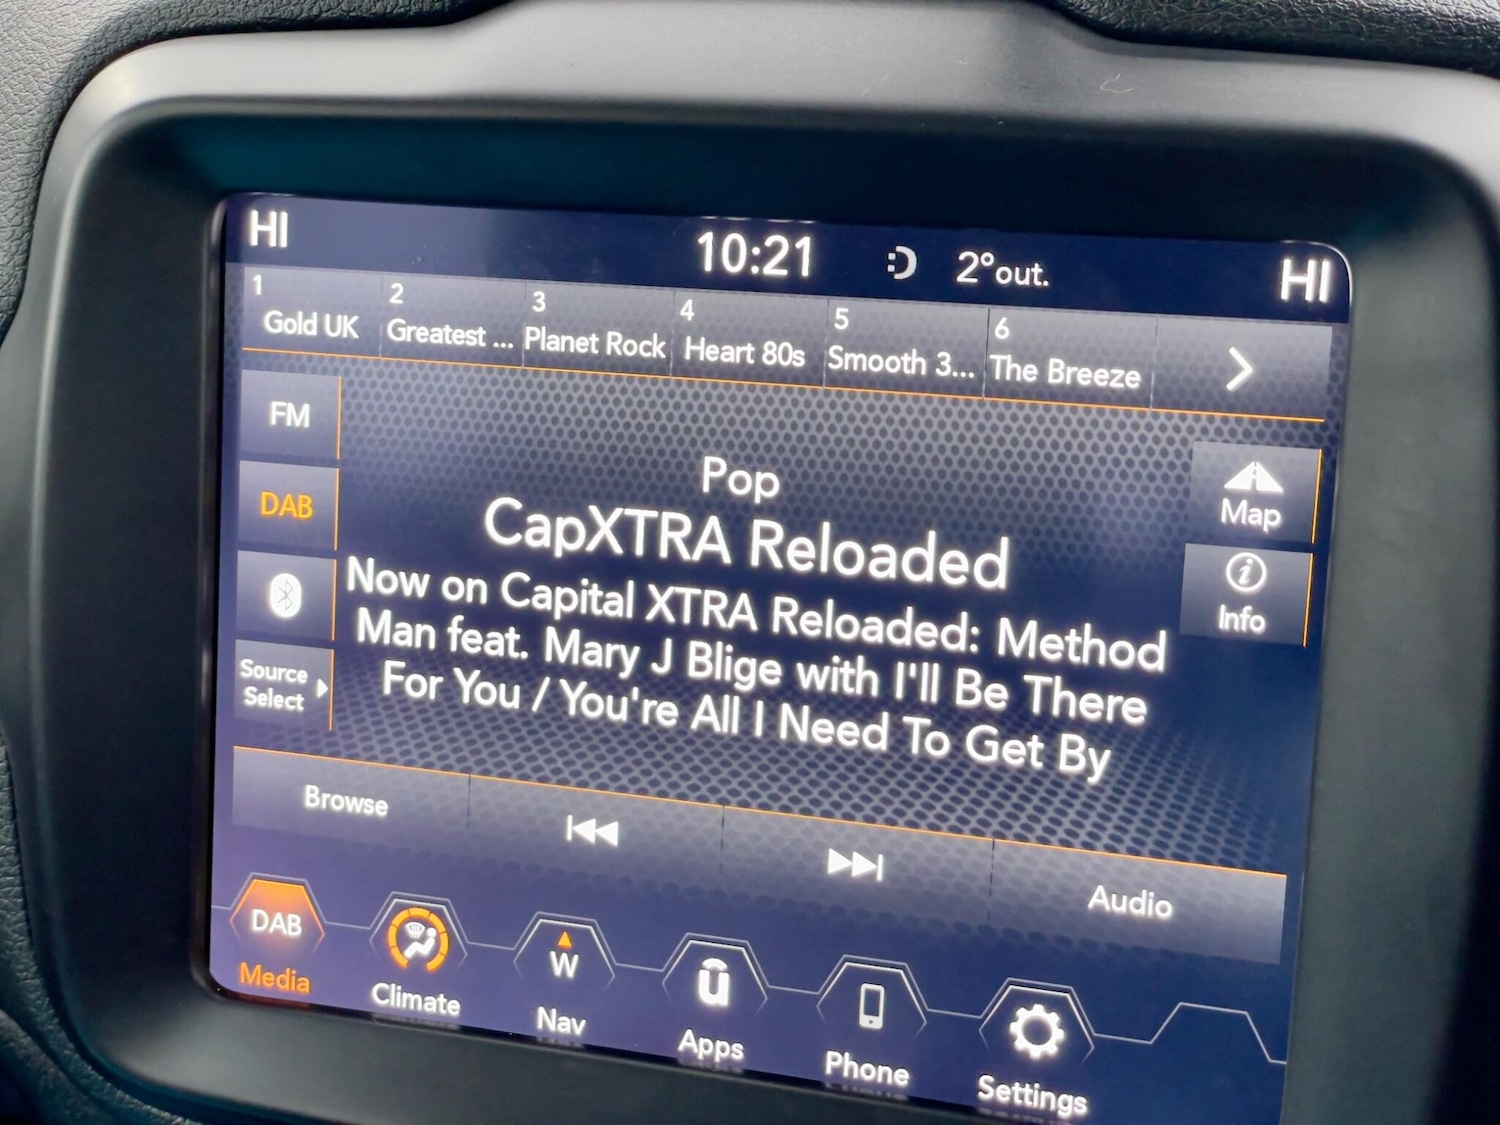 HI
10:21
2°out.
HI
1
Gold UK
2
Greatest ...
3
Planet Rock
4
Heart 80s
5
Smooth 3...
6
The Breeze
FM
DAB
Source
Select
Pop
CapXTRA Reloaded
Now on Capital XTRA Reloaded: Method
Man feat. Mary J Blige with I'll Be There
For You / You're All I Need To Get By
Map
i
Info
Browse
Audio
DAB
Media
Climate
W
Nav
u
Apps
Phone
Settings